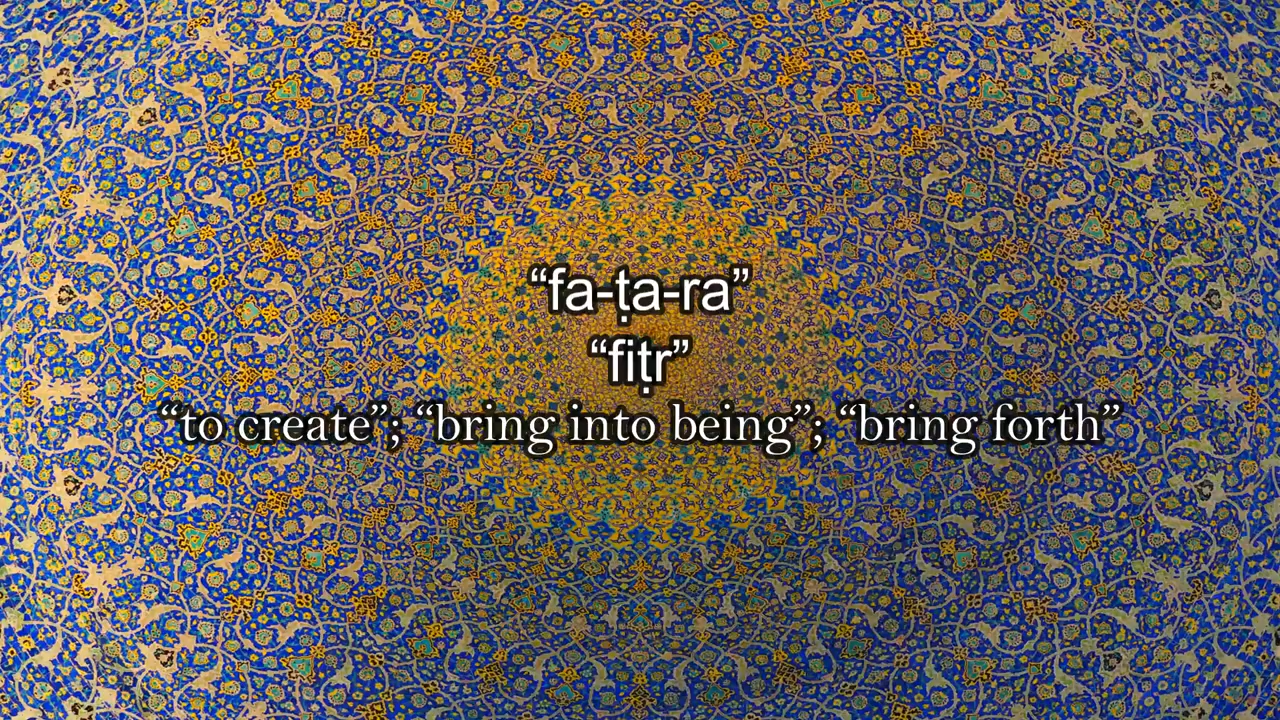 “fa-ṭa-ra”
“fiṭr”
“to create”; “bring into being”; “bring forth”